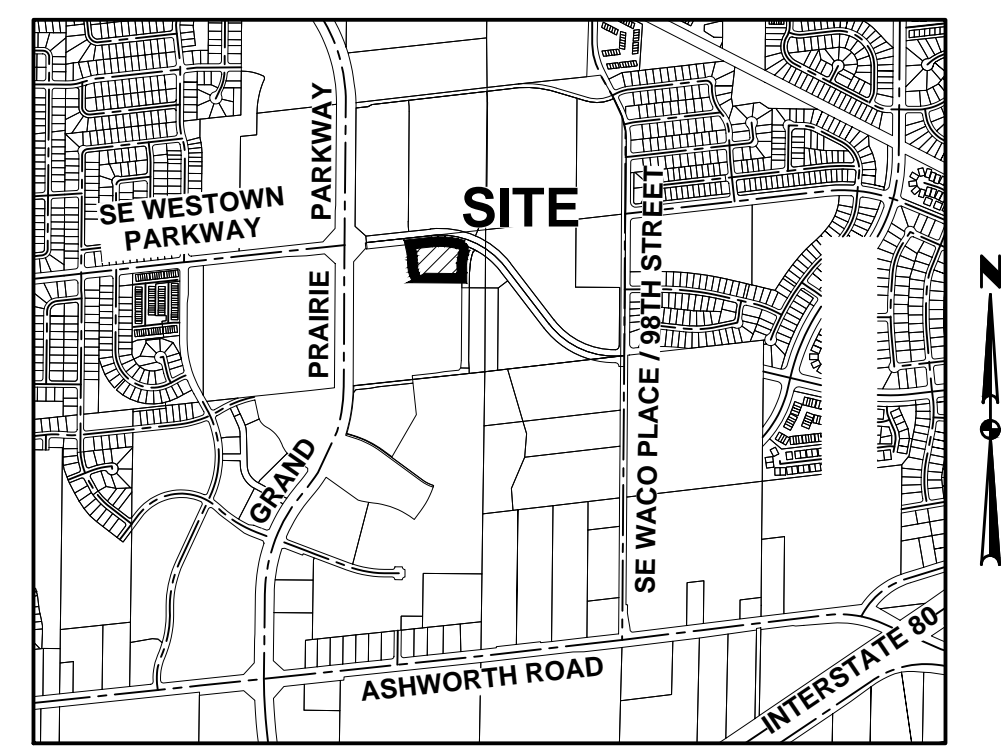 SE WESTOWN
PARKWAY
GRAND PRAIRIE PARKWAY
SITE
SE WACO PLACE / 98TH STREET
ASHWORTH ROAD
INTERSTATE 80
N